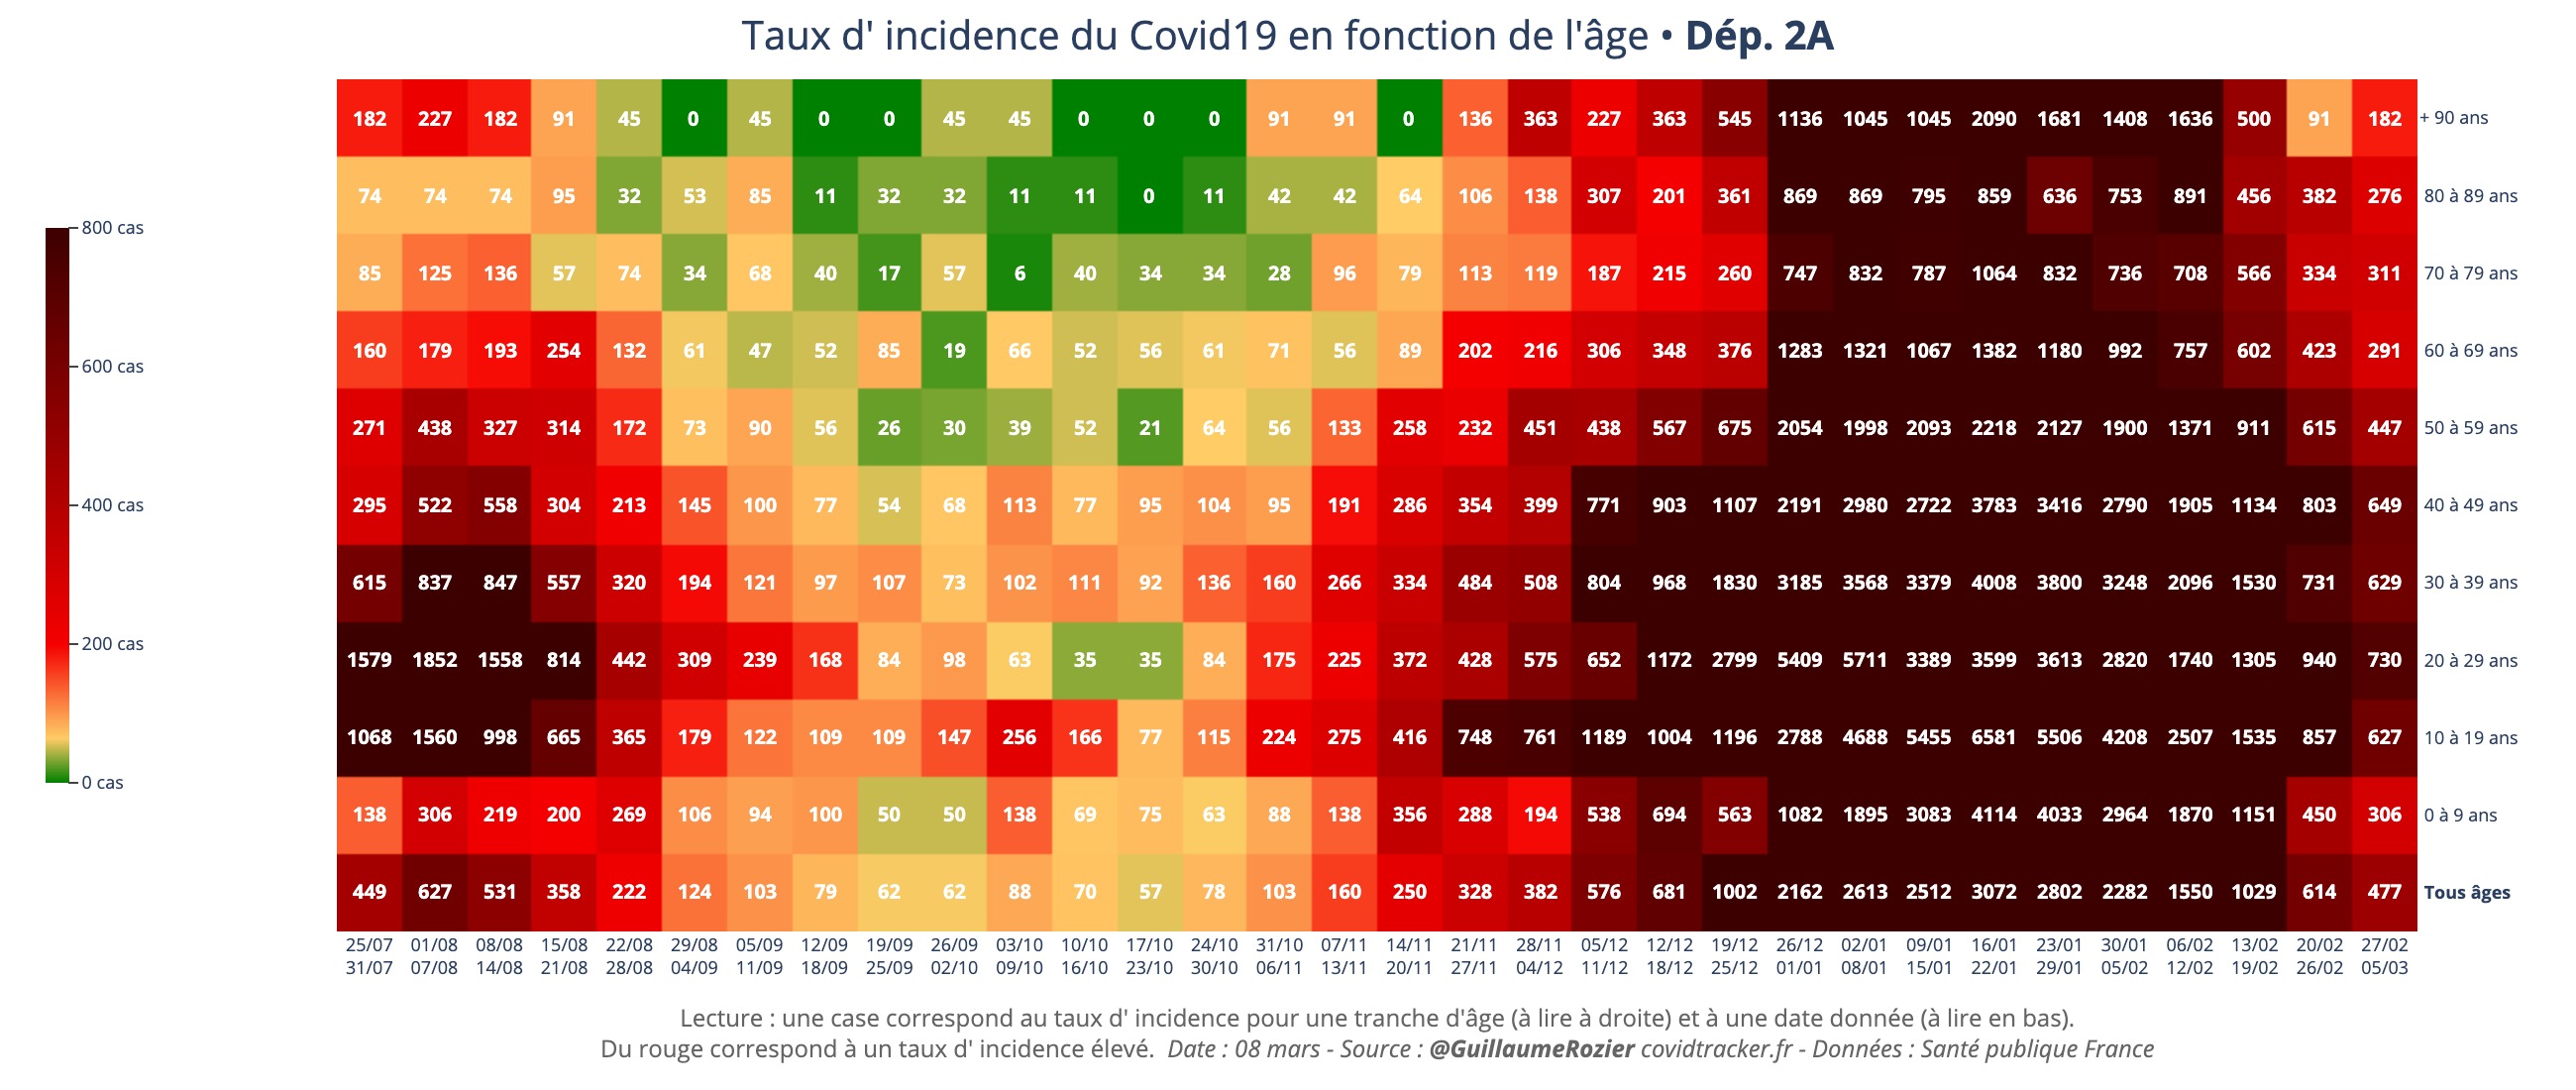 Taux d' incidence du Covid19 en fonction de l'âge • Dép. 2A
182 227 182 91 45 0 45 0 0 45 45 0 0 0 91 91 0 136 363 227 363 545 1136 1045 1045 2090 1681 1408 1636 500 91 182 + 90 ans
74 74 74 95 32 53 85 11 32 32 11 11 0 11 42 42 64 106 138 307 201 361 869 869 795 859 636 753 891 456 382 276 80 à 89 ans
800 cas
85 125 136 57 74 34 68 40 17 57 6 40 34 34 28 96 79 113 119 187 215 260 747 832 787 1064 832 736 708 566 334 311 70 à 79 ans
160 179 193 254 132 61 47 52 85 19 66 52 56 61 71 56 89 202 216 306 348 376 1283 1321 1067 1382 1180 992 757 602 423 291 60 à 69 ans
600 cas
271 438 327 314 172 73 90 56 26 30 39 52 21 64 56 133 258 232 451 438 567 675 2054 1998 2093 2218 2127 1900 1371 911 615 447 50 à 59 ans
400 cas
295 522 558 304 213 145 100 77 54 68 113 77 95 104 95 191 286 354 399 771 903 1107 2191 2980 2722 3783 3416 2790 1905 1134 803 649 40 à 49 ans
615 837 847 557 320 194 121 97 107 73 102 111 92 136 160 266 334 484 508 804 968 1830 3185 3568 3379 4008 3800 3248 2096 1530 731 629 30 à 39 ans
200 cas
1579 1852 1558 814 442 309 239 168 84 98 63 35 35 84 175 225 372 428 575 652 1172 2799 5409 5711 3389 3599 3613 2820 1740 1305 940 730 20 à 29 ans
1068 1560 998 665 365 179 122 109 109 147 256 166 77 115 224 275 416 748 761 1189 1004 1196 2788 4688 5455 6581 5506 4208 2507 1535 857 627 10 à 19 ans
0 cas
138 306 219 200 269 106 94 100 50 50 138 69 75 63 88 138 356 288 194 538 694 563 1082 1895 3083 4114 4033 2964 1870 1151 450 306 0 à 9 ans
449 627 531 358 222 124 103 79 62 62 88 70 57 78 103 160 250 328 382 576 681 1002 2162 2613 2512 3072 2802 2282 1550 1029 614 477 Tous âges
25/07 01/08 08/08 15/08 22/08 29/08 05/09 12/09 19/09 26/09 03/10 10/10 17/10 24/10 31/10 07/11 14/11 21/11 28/11 05/12 12/12 19/12 26/12 02/01 09/01 16/01 23/01 30/01 06/02 13/02 20/02 27/02
31/07 07/08 14/08 21/08 28/08 04/09 11/09 18/09 25/09 02/10 09/10 16/10 23/10 30/10 06/11 13/11 20/11 27/11 04/12 11/12 18/12 25/12 01/01 08/01 15/01 22/01 29/01 05/02 12/02 19/02 26/02 05/03
Lecture : une case correspond au taux d' incidence pour une tranche d'âge (à lire à droite) et à une date donnée (à lire en bas).
Du rouge correspond à un taux d' incidence élevé. Date : 08 mars - Source : @GuillaumeRozier covidtracker.fr - Données : Santé publique France